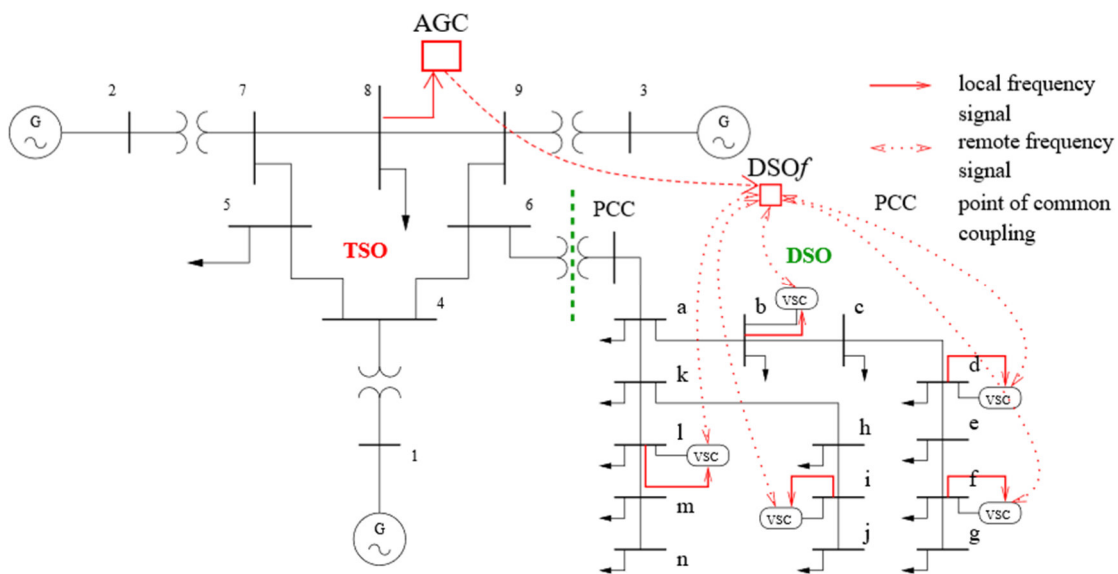 AGC
2
7
8
9
3
G
G
local frequency
signal
remote frequency
signal
PCC
point of common
coupling
DSOf
5
6
PCC
TSO
DSO
VSC
4
a
b
c
k
d
VSC
e
l
VSC
h
1
m
i
f
VSC
VSC
G
n
j
g